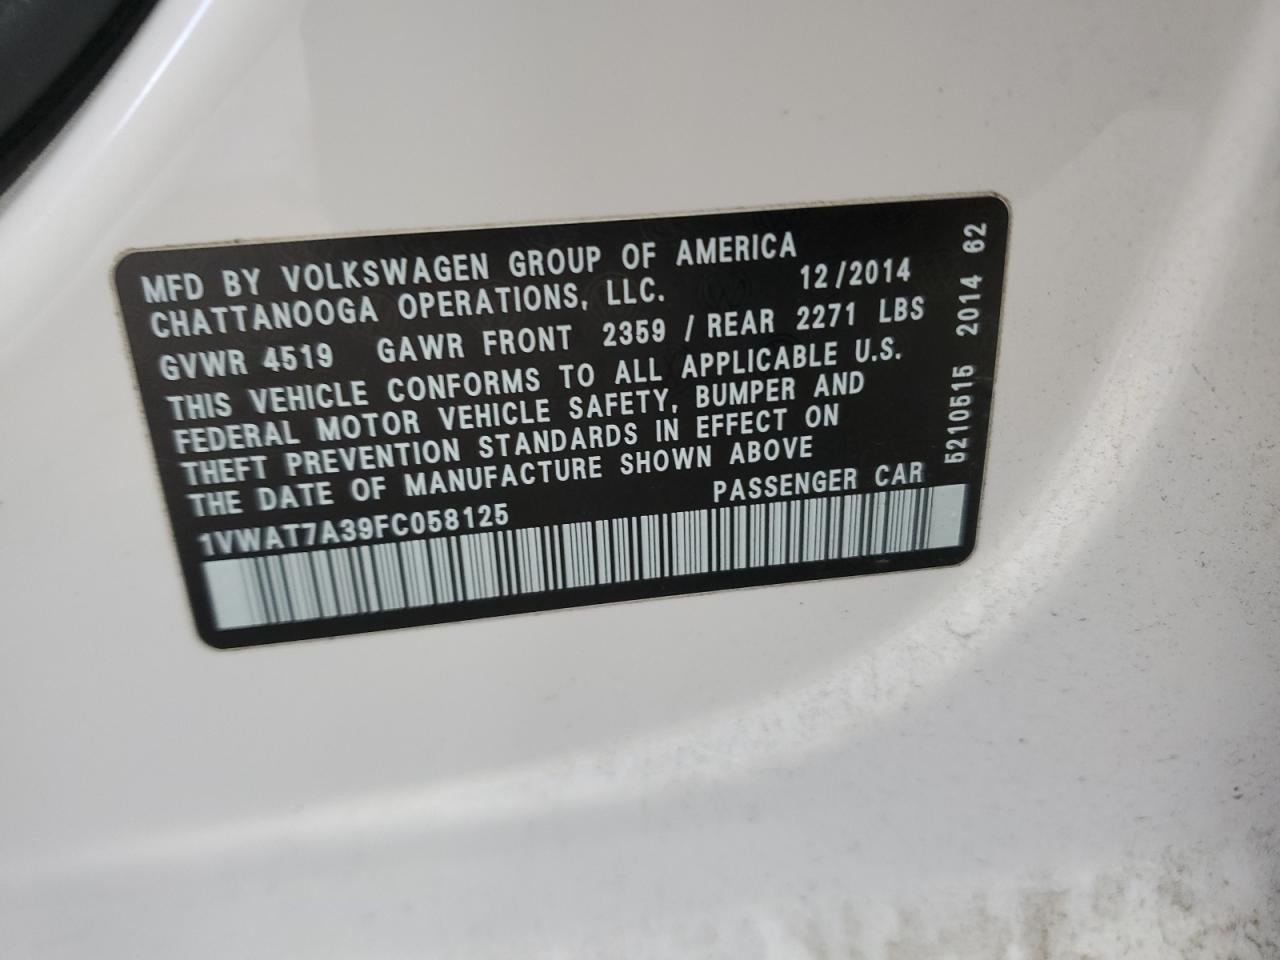 MFD BY VOLKSWAGEN GROUP OF AMERICA
CHATTANOOGA OPERATIONS, LLC. 12/2014
GVWR 4519 GAWR FRONT 2359 / REAR 2271 LBS
THIS VEHICLE CONFORMS TO ALL APPLICABLE U.S.
FEDERAL MOTOR VEHICLE SAFETY, BUMPER AND
THEFT PREVENTION STANDARDS IN EFFECT ON
THE DATE OF MANUFACTURE SHOWN ABOVE
1VWAT7A39FC058125 PASSENGER CAR
5210515 2014 62